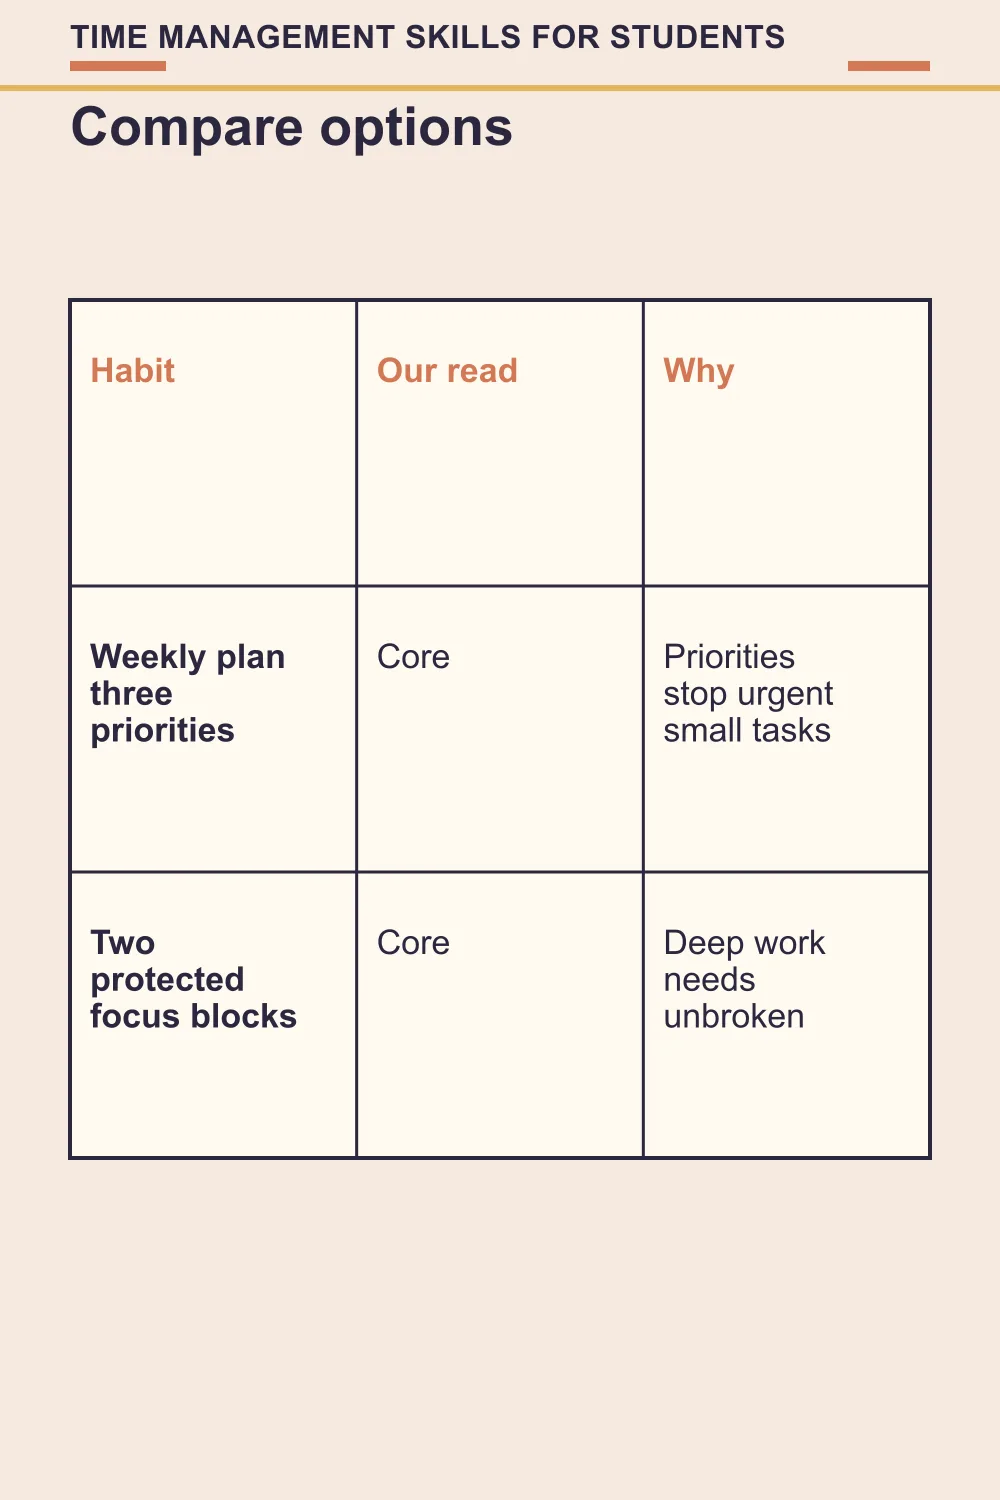 TIME MANAGEMENT SKILLS FOR STUDENTS
Compare options
Habit
Our read
Why
Weekly plan
three
priorities
Core
Priorities
stop urgent
small tasks
Two
protected
focus blocks
Core
Deep work
needs
unbroken